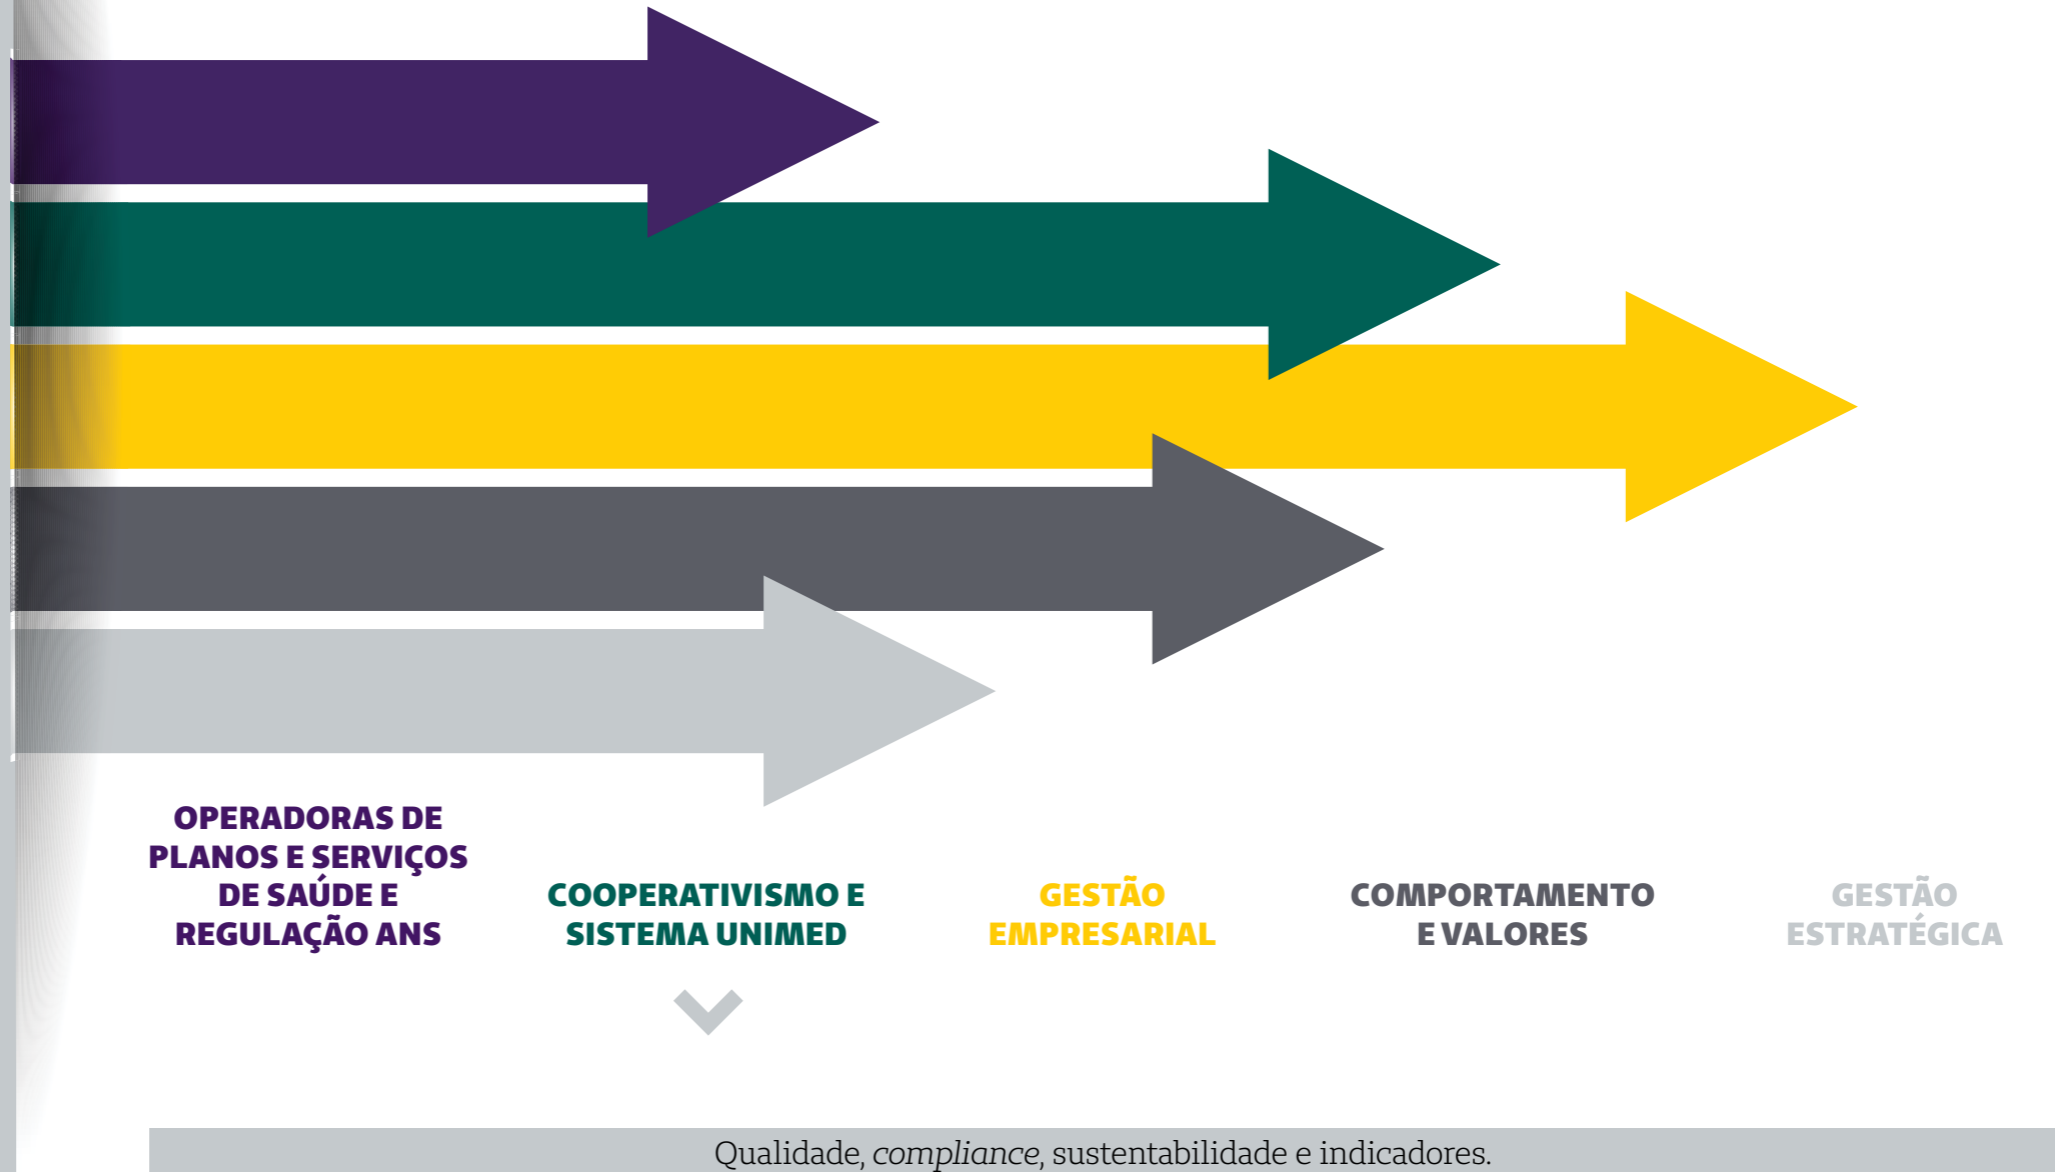 OPERADORAS DE
PLANOS E SERVIÇOS
DE SAÚDE E
REGULAÇÃO ANS
COOPERATIVISMO E
SISTEMA UNIMED
GESTÃO
EMPRESARIAL
COMPORTAMENTO
E VALORES
GESTÃO
ESTRATÉGICA
Qualidade, compliance, sustentabilidade e indicadores.